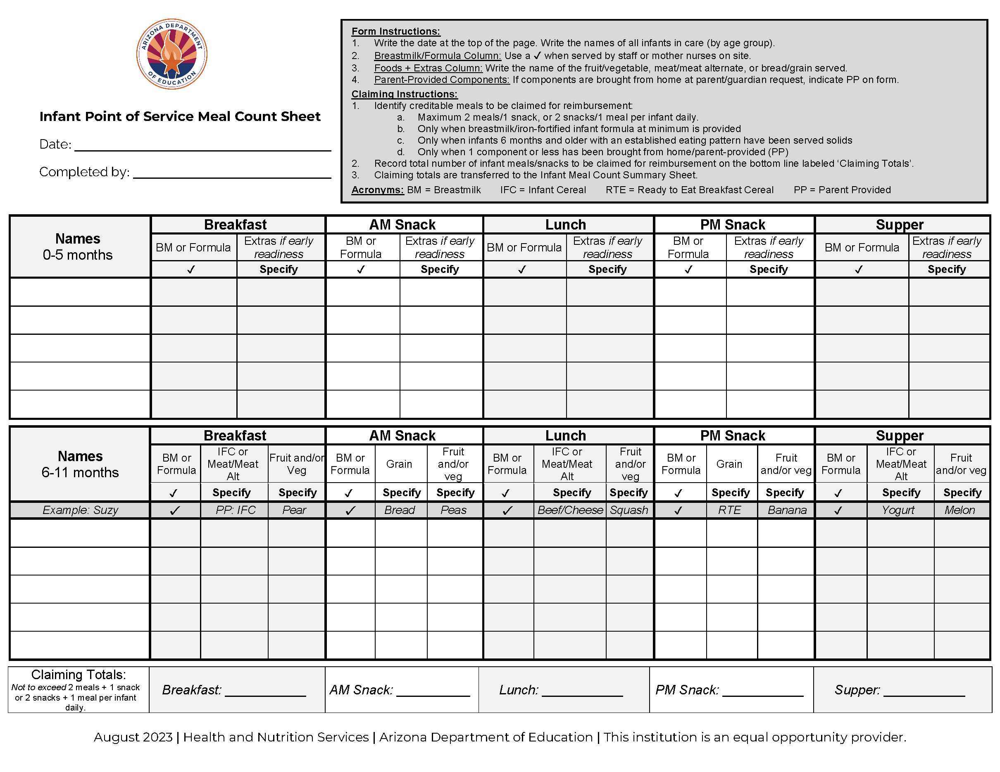 ARIZONA DEPARTMENT
OF EDUCATION
Infant Point of Service Meal Count Sheet
Date:
Completed by:
Form Instructions:
1. Write the date at the top of the page. Write the names of all infants in care (by age group).
2. Breastmilk/Formula Column: Use a ✓ when served by staff or mother nurses on site.
3. Foods + Extras Column: Write the name of the fruit/vegetable, meat/meat alternate, or bread/grain served.
4. Parent-Provided Components: If components are brought from home at parent/guardian request, indicate PP on form.
Claiming Instructions:
1. Identify creditable meals to be claimed for reimbursement:
a. Maximum 2 meals/1 snack, or 2 snacks/1 meal per infant daily.
b. Only when breastmilk/iron-fortified infant formula at minimum is provided
c. Only when infants 6 months and older with an established eating pattern have been served solids
d. Only when 1 component or less has been brought from home/parent-provided (PP)
2. Record total number of infant meals/snacks to be claimed for reimbursement on the bottom line labeled ‘Claiming Totals’.
3. Claiming totals are transferred to the Infant Meal Count Summary Sheet.
Acronyms: BM = Breastmilk IFC = Infant Cereal RTE = Ready to Eat Breakfast Cereal PP = Parent Provided
Names
0-5 months
Breakfast AM Snack Lunch PM Snack Supper
BM or Formula
Extras if early
readiness
BM or
Formula
Extras if early
readiness
BM or Formula
Extras if early
readiness
BM or
Formula
Extras if early
readiness
BM or Formula
Extras if early
readiness
✓ Specify ✓ Specify ✓ Specify ✓ Specify ✓ Specify
Names
6-11 months
Breakfast AM Snack Lunch PM Snack Supper
BM or
Formula
IFC or
Meat/Meat
Alt
Fruit and/or
Veg
BM or
Formula
Grain
Fruit
and/or
veg
BM or
Formula
IFC or
Meat/Meat
Alt
Fruit
and/or
veg
BM or
Formula
Grain
Fruit
and/or veg
BM or
Formula
IFC or
Meat/Meat
Alt
Fruit
and/or veg
✓ Specify Specify ✓ Specify Specify ✓ Specify Specify ✓ Specify Specify ✓ Specify Specify
Example: Suzy ✓ PP: IFC Pear ✓ Bread Peas ✓ Beef/Cheese Squash ✓ RTE Banana ✓ Yogurt Melon
Claiming Totals:
Not to exceed 2 meals + 1 snack
or 2 snacks + 1 meal per infant
daily.
Breakfast: AM Snack: Lunch: PM Snack: Supper:
August 2023 | Health and Nutrition Services | Arizona Department of Education | This institution is an equal opportunity provider.